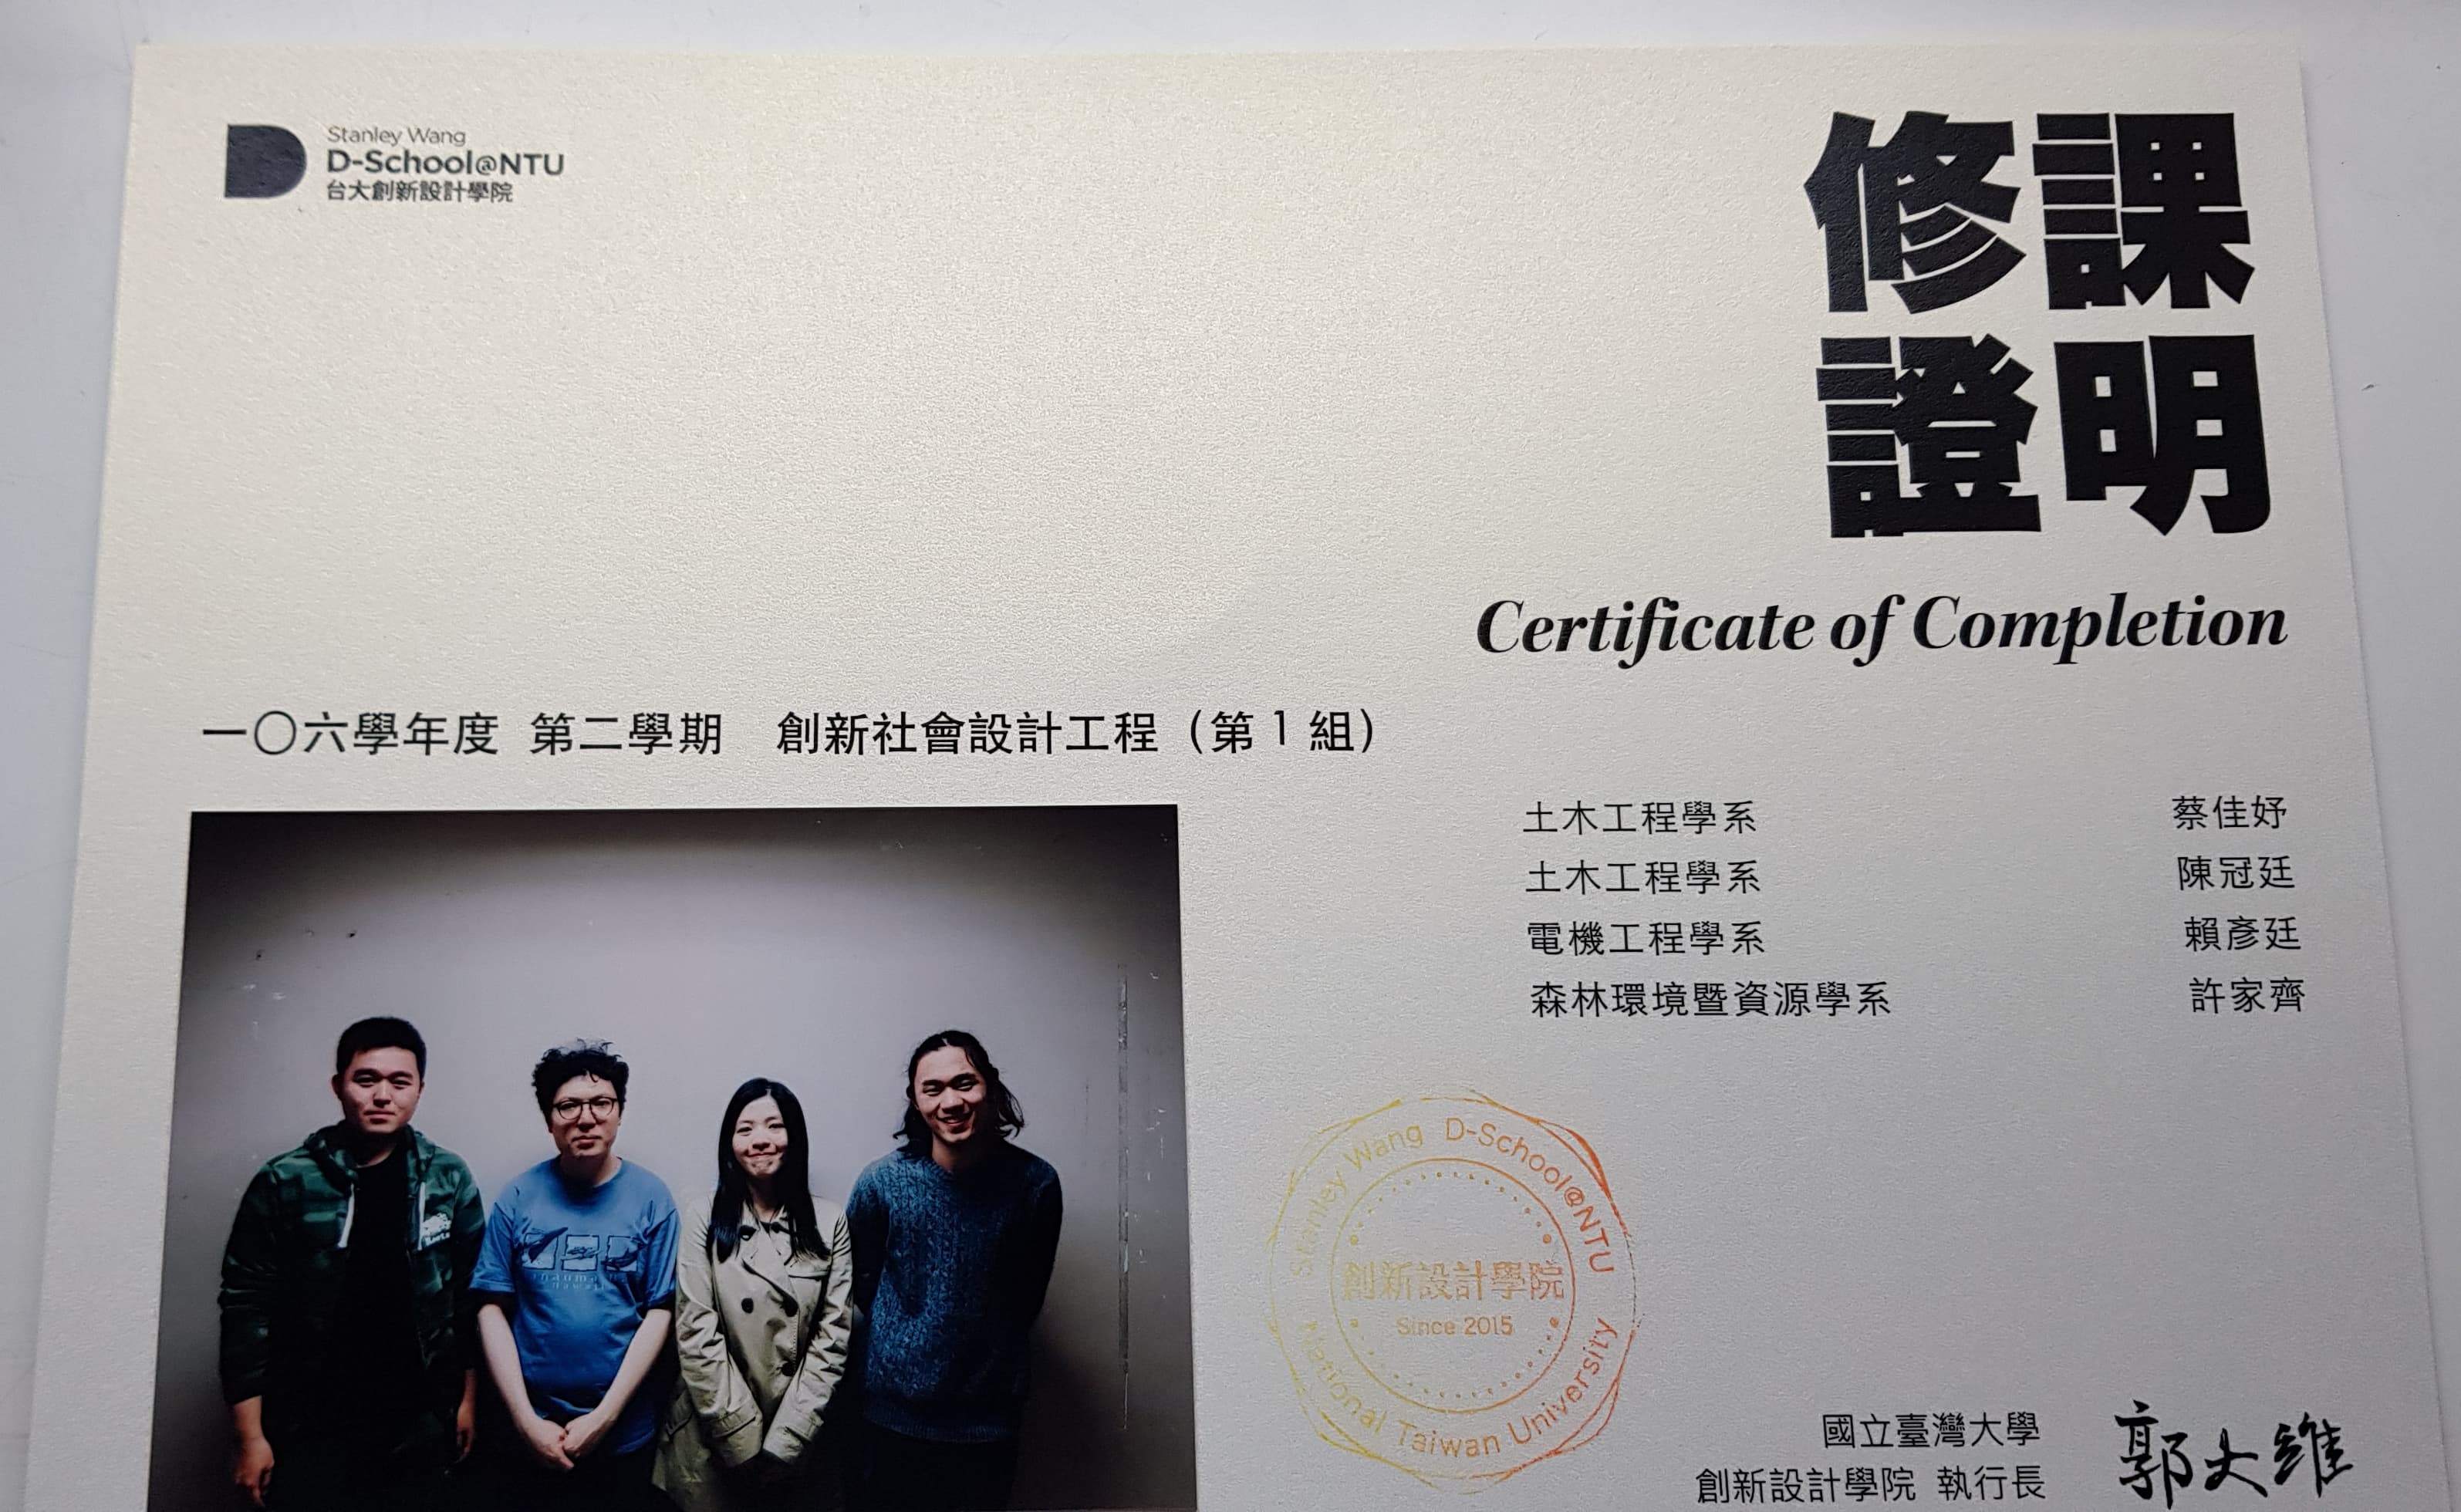 Stanley Wang
D-School@NTU
台大創新設計學院
修課
證明
Certificate of Completion
一〇六學年度 第二學期 創新社會設計工程（第 1 組）
土木工程學系 蔡佳妤
土木工程學系 陳冠廷
電機工程學系 賴彥廷
森林環境暨資源學系 許家齊
Stanley Wang D-School@NTU
創新設計學院
Since 2015
National Taiwan University
國立臺灣大學
創新設計學院 執行長
郭大維